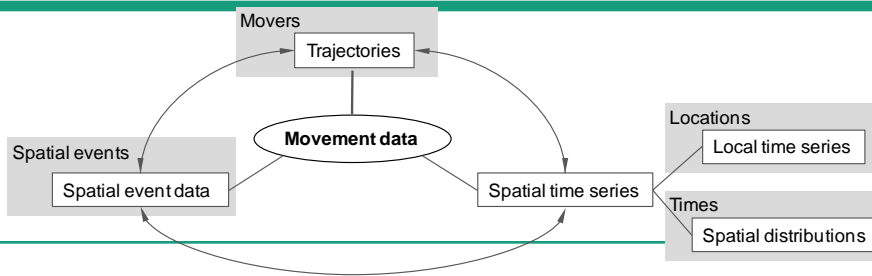 Movers
Trajectories
Movement data
Spatial events
Spatial event data
Spatial time series
Locations
Local time series
Times
Spatial distributions